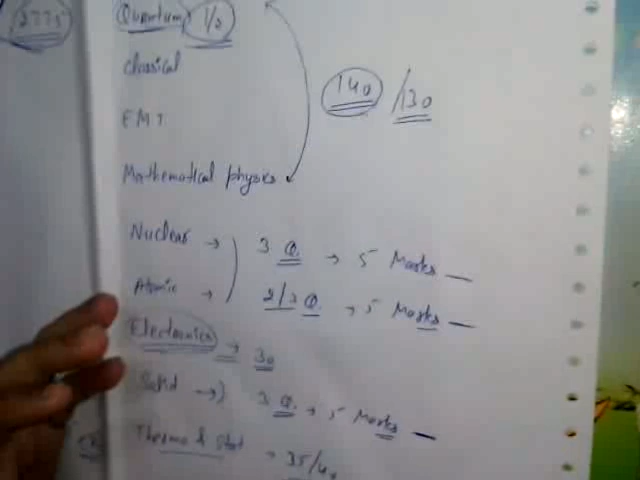 Quantum 1/2
Classical
EMT
140 /130
Mathematical physics
Nuclear → 3 Q. → 5 Marks —
Atomic → 2/3 Q. → 5 Marks —
Electronics → 30
Solid → 3 Q. → 5 Marks —
Thermo & Stat = 35/40